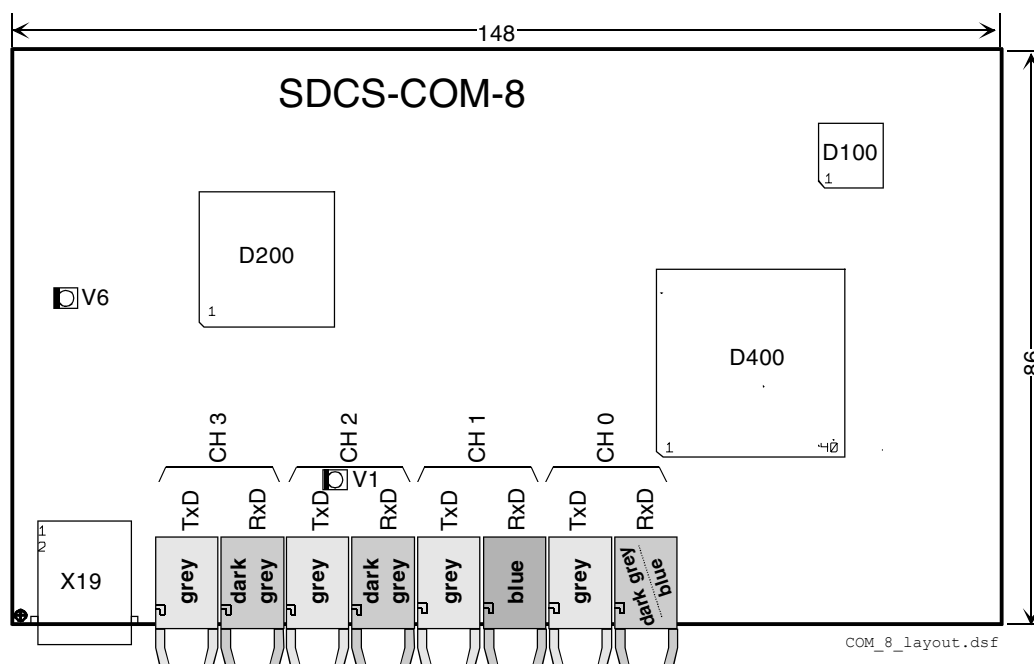 148
SDCS-COM-8
D100
1
D200
1
V6
86
D400
1
40
CH 3
CH 2
CH 1
CH 0
V1
TxD
RxD
TxD
RxD
TxD
RxD
TxD
RxD
1
2
X19
grey
dark
grey
grey
dark
grey
grey
blue
grey
dark grey
blue
COM_8_layout.dsf